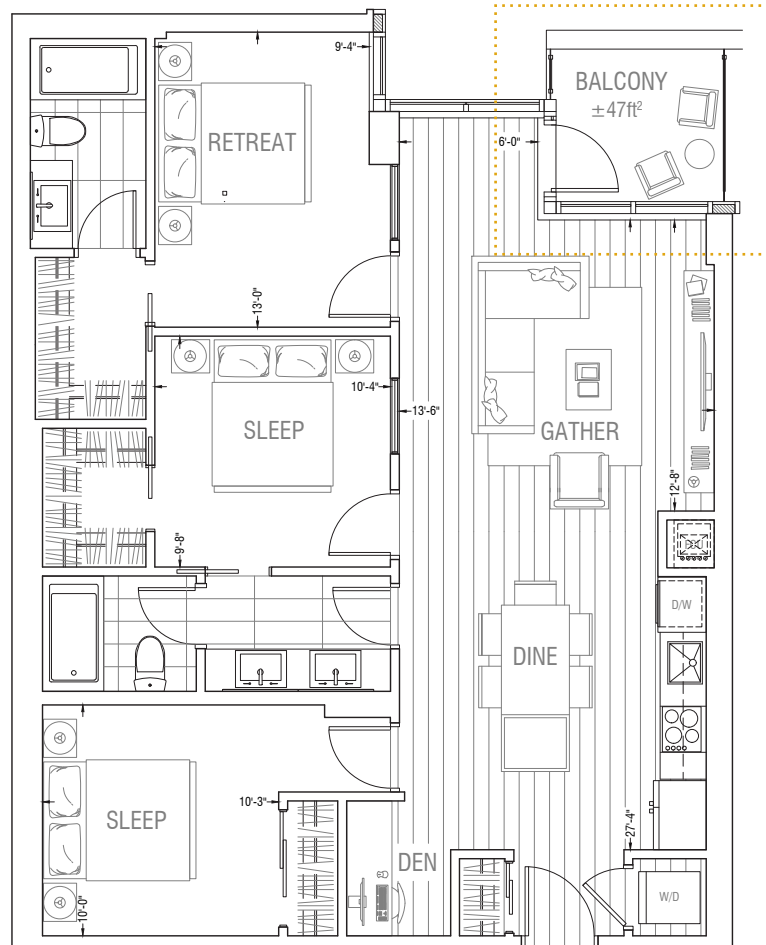 9'-4"
BALCONY
±47ft²
RETREAT
6'-0"
13'-0"
10'-4"
13'-6"
SLEEP
GATHER
12'-8"
9'-8"
D/W
DINE
10'-3"
SLEEP
27'-4"
DEN
10'-0"
W/D